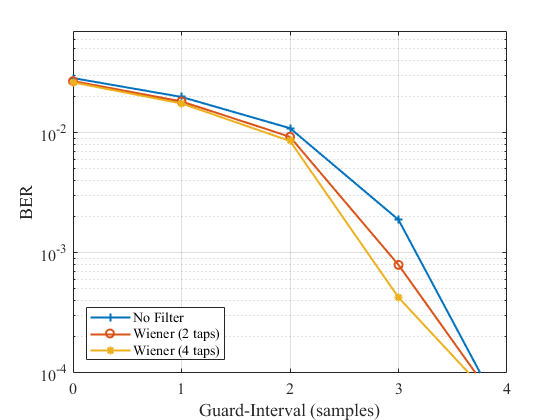 10^-2
10^-3
10^-4
BER
No Filter
Wiener (2 taps)
Wiener (4 taps)
0 1 2 3 4
Guard-Interval (samples)